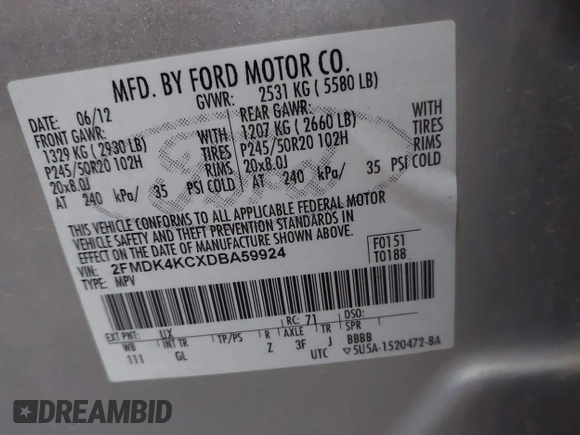 MFD. BY FORD MOTOR CO.
DATE: 06/12 GVWR: 2531 KG ( 5580 LB)
FRONT GAWR: REAR GAWR:
1329 KG ( 2930 LB) WITH 1207 KG ( 2660 LB) WITH
P245/50R20 102H TIRES P245/50R20 102H TIRES
20x8.0J RIMS 20x8.0J RIMS
AT 240 kPa/ 35 PSI COLD AT 240 kPa/ 35 PSI COLD
THIS VEHICLE CONFORMS TO ALL APPLICABLE FEDERAL MOTOR
VEHICLE SAFETY AND THEFT PREVENTION STANDARDS IN
EFFECT ON THE DATE OF MANUFACTURE SHOWN ABOVE.
VIN: 2FMDK4KCXDBA59924 F0151
TYPE: MPV T0188
EXT PNT: UX RC: 71 DSO:
WB INT TR TP/PS R AXLE TR SPR
111 GL Z 3F J BBBB
UTC ▽5U5A-1520472-BA
DREAMBID